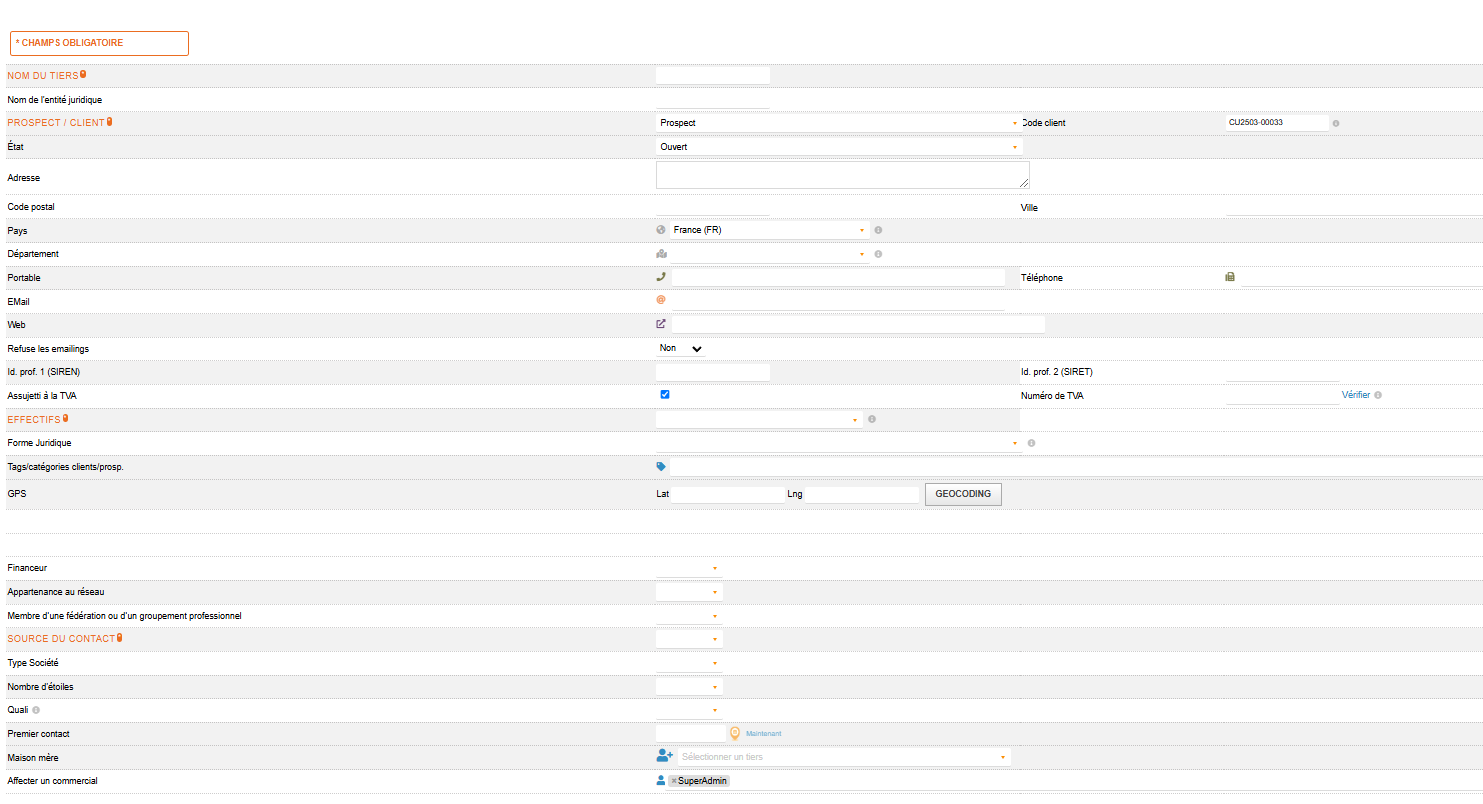 * CHAMPS OBLIGATOIRE
NOM DU TIERS
Nom de l'entité juridique
PROSPECT / CLIENT Prospect Code client CU2503-00033
État Ouvert
Adresse
Code postal Ville
Pays France (FR)
Département
Portable Téléphone
EMail
Web
Refuse les emailings Non
Id. prof. 1 (SIREN) Id. prof. 2 (SIRET)
Assujetti à la TVA Numéro de TVA Vérifier
EFFECTIFS
Forme Juridique
Tags/catégories clients/prosp.
GPS Lat Lng GEOCODING
Financeur
Appartenance au réseau
Membre d'une fédération ou d'un groupement professionnel
SOURCE DU CONTACT
Type Société
Nombre d'étoiles
Quali
Premier contact Maintenant
Maison mère Sélectionner un tiers
Affecter un commercial × SuperAdmin